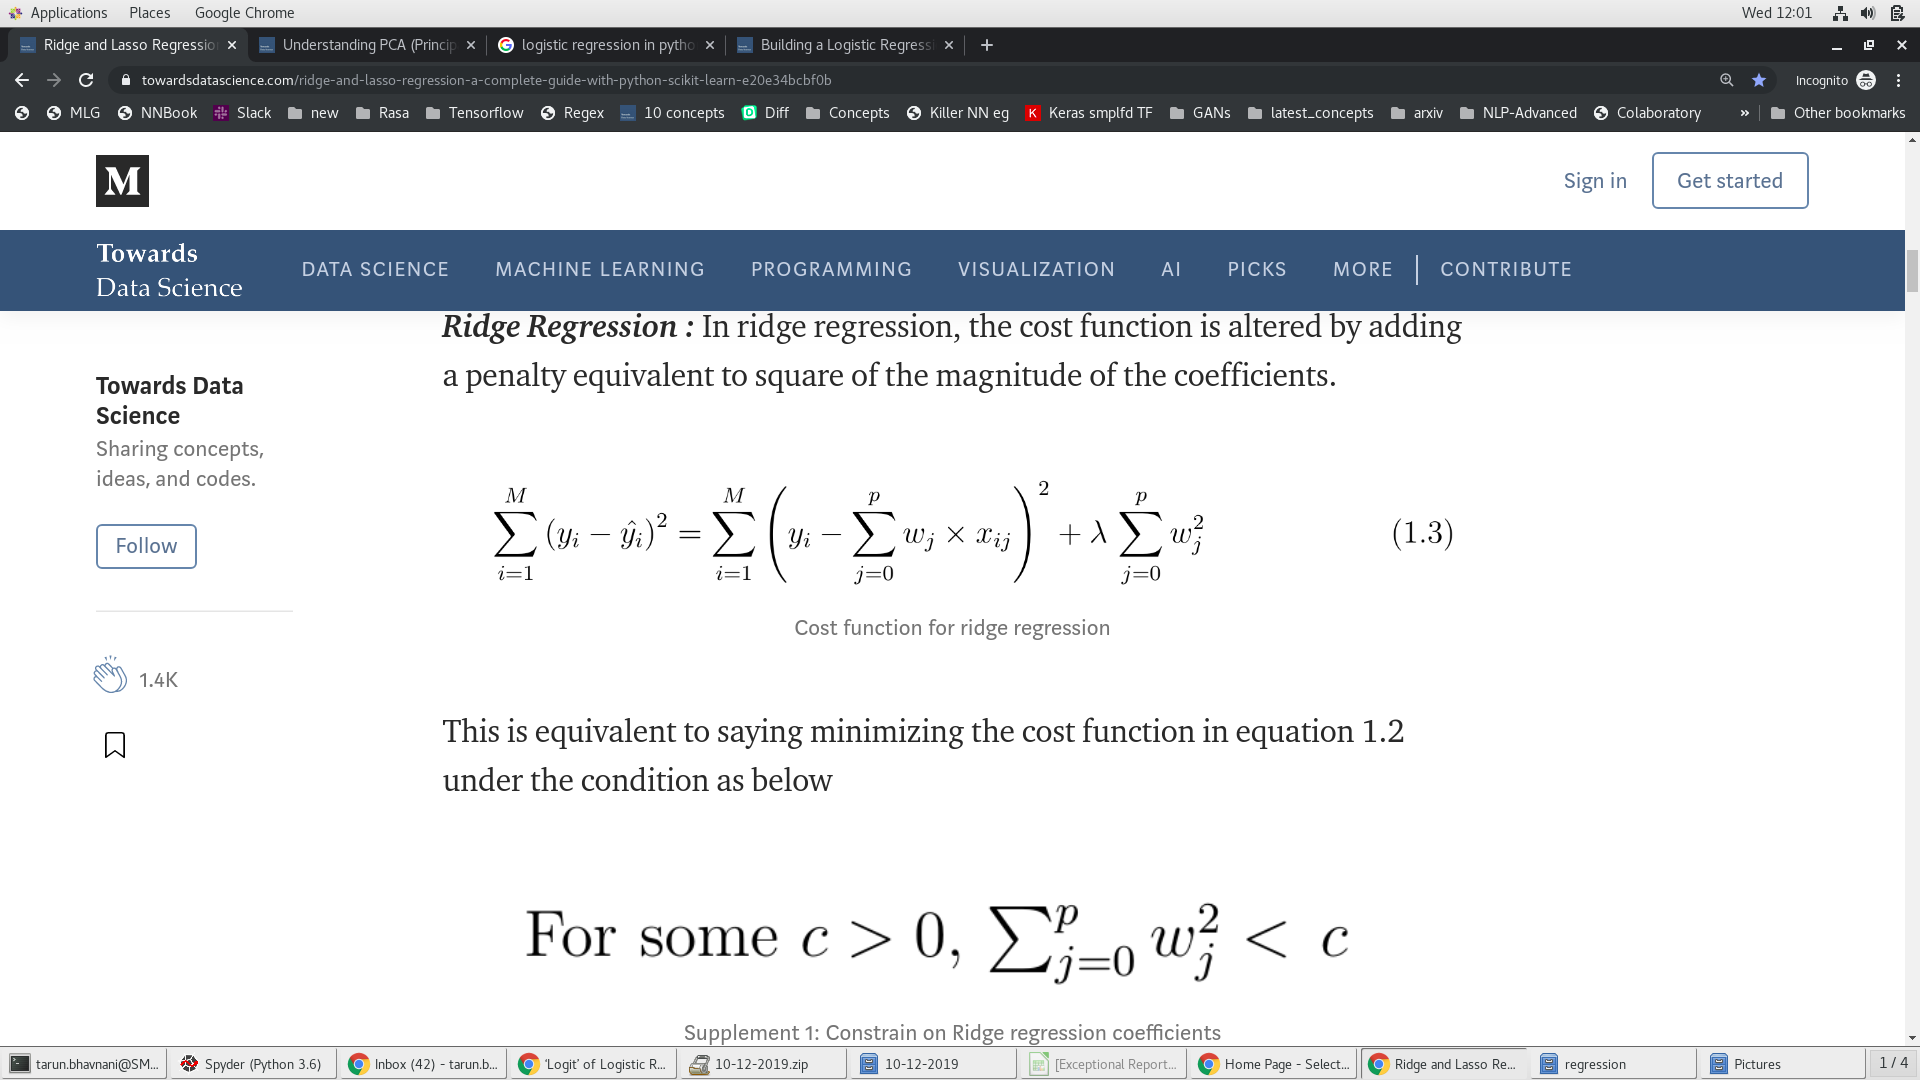 Applications Places Google Chrome Wed 12:01
Ridge and Lasso Regressio Understanding PCA (Princip logistic regression in pytho Building a Logistic Regressi
towardsdatascience.com/ridge-and-lasso-regression-a-complete-guide-with-python-scikit-learn-e20e34bcbf0b Incognito
MLG NNBook Slack new Rasa Tensorflow Regex 10 concepts Diff Concepts Killer NN eg K Keras smplfd TF GANs latest_concepts arxiv NLP-Advanced Colaboratory » Other bookmarks
M Sign in Get started
Towards
Data Science
DATA SCIENCE MACHINE LEARNING PROGRAMMING VISUALIZATION AI PICKS MORE CONTRIBUTE
Towards Data
Science
Sharing concepts,
ideas, and codes.
Follow
1.4K
Ridge Regression : In ridge regression, the cost function is altered by adding
a penalty equivalent to square of the magnitude of the coefficients.
\sum_{i=1}^{M} (y_i - \hat{y}_i)^2 = \sum_{i=1}^{M} \left( y_i - \sum_{j=0}^{p} w_j \times x_{ij} \right)^2 + \lambda \sum_{j=0}^{p} w_j^2 (1.3)
Cost function for ridge regression
This is equivalent to saying minimizing the cost function in equation 1.2
under the condition as below
For some c > 0, \sum_{j=0}^{p} w_j^2 < c
Supplement 1: Constrain on Ridge regression coefficients
tarun.bhavnani@SM... Spyder (Python 3.6) Inbox (42) - tarun.b... 'Logit' of Logistic R... 10-12-2019.zip 10-12-2019 [Exceptional Report... Home Page - Select... Ridge and Lasso Re... regression Pictures 1 / 4